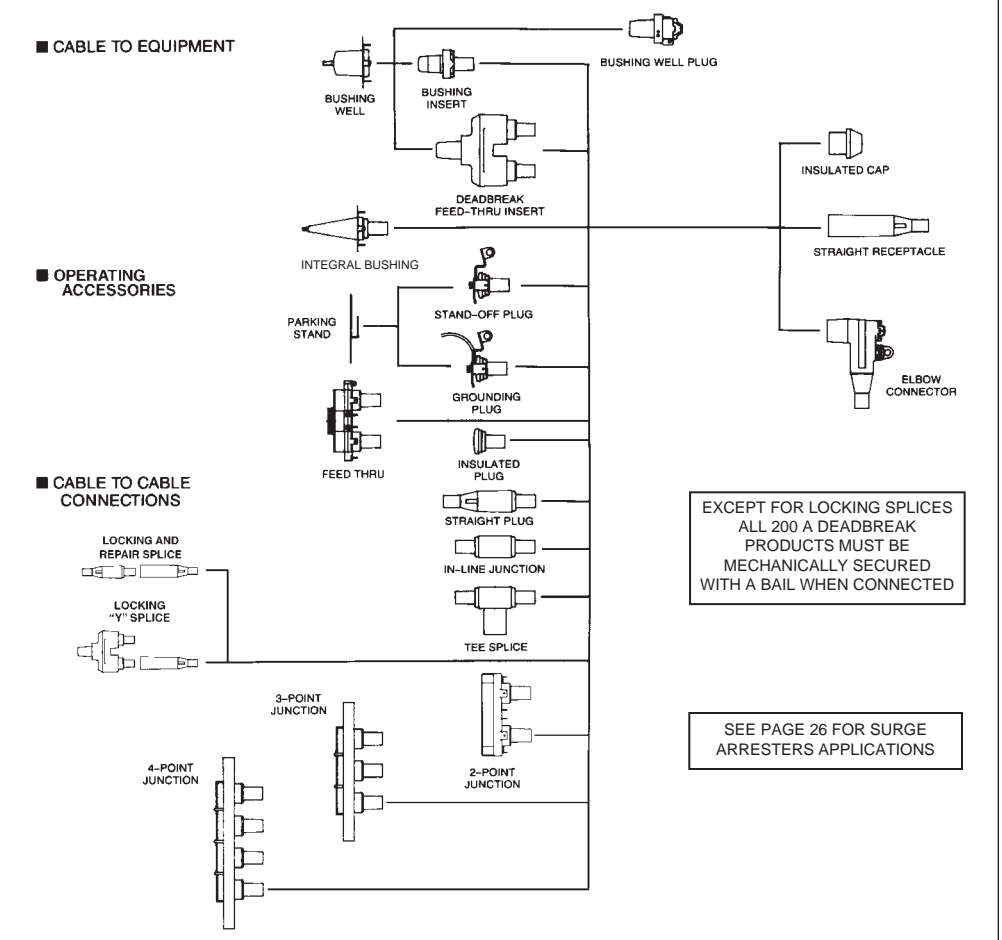 ■ CABLE TO EQUIPMENT
BUSHING WELL PLUG
BUSHING
WELL
BUSHING
INSERT
DEADBREAK
FEED-THRU INSERT
INSULATED CAP
STRAIGHT RECEPTACLE
INTEGRAL BUSHING
■ OPERATING
ACCESSORIES
PARKING
STAND
STAND-OFF PLUG
GROUNDING
PLUG
ELBOW
CONNECTOR
FEED THRU
INSULATED
PLUG
■ CABLE TO CABLE
CONNECTIONS
STRAIGHT PLUG
LOCKING AND
REPAIR SPLICE
IN-LINE JUNCTION
LOCKING
"Y" SPLICE
TEE SPLICE
EXCEPT FOR LOCKING SPLICES
ALL 200 A DEADBREAK
PRODUCTS MUST BE
MECHANICALLY SECURED
WITH A BAIL WHEN CONNECTED
3-POINT
JUNCTION
2-POINT
JUNCTION
4-POINT
JUNCTION
SEE PAGE 26 FOR SURGE
ARRESTERS APPLICATIONS